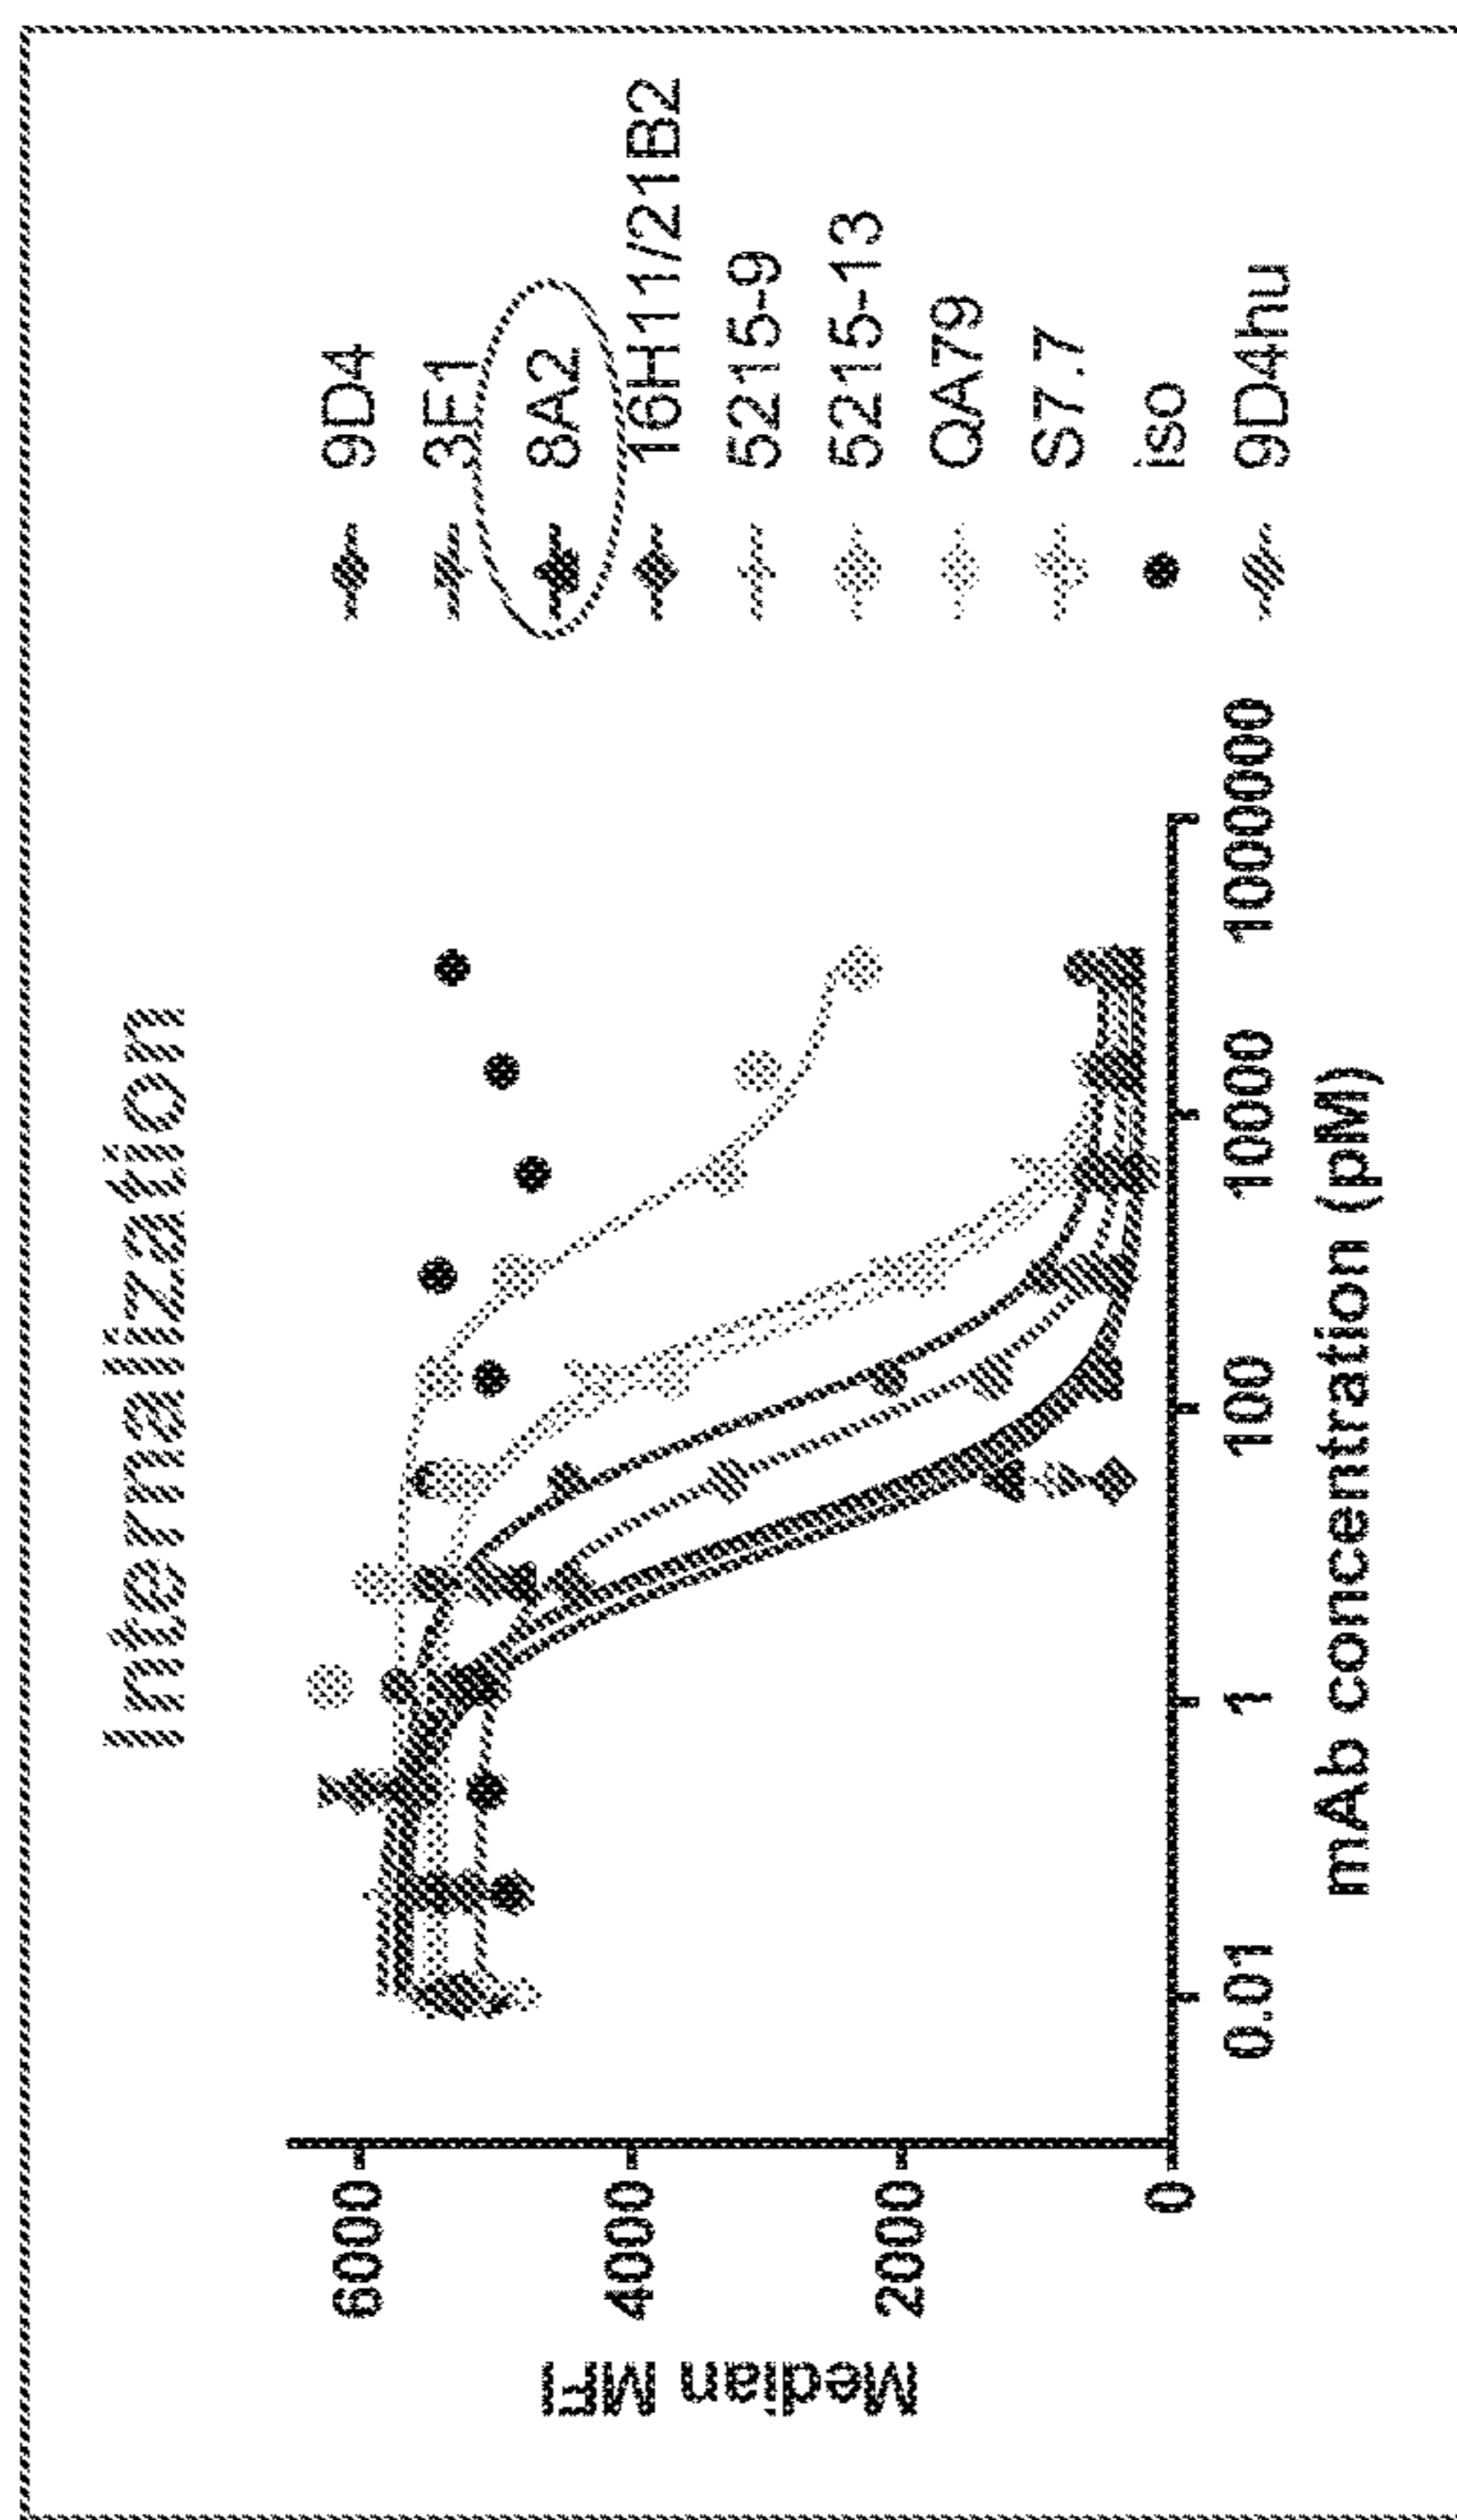 Internalization
Median MFI
6000
4000
2000
0
0.01
1
100
10000
1000000
mAb concentration (pM)
9D4
3F1
8A2
16H11/21B2
5215-9
5215-13
QA79
S7.7
iso
9D4hu